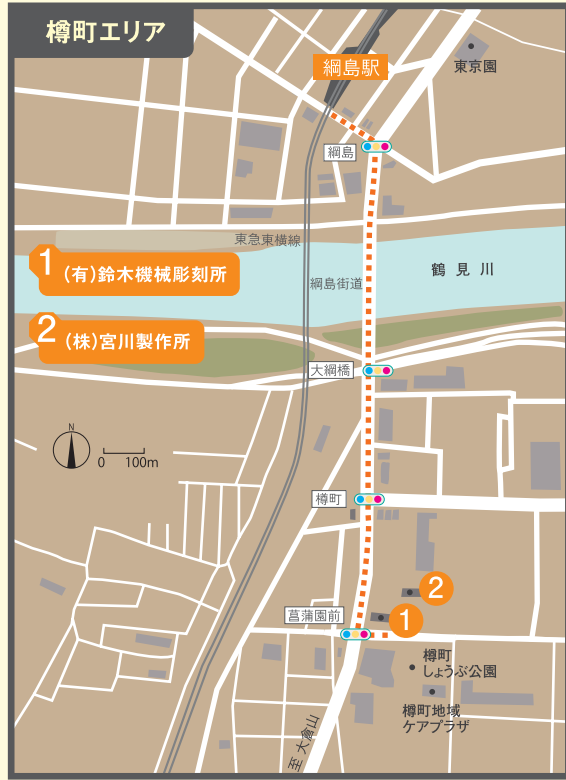 樽町エリア
綱島駅
東京園
綱島
東急東横線
1 (有)鈴木機械彫刻所
綱島街道
鶴見川
2 (株)宮川製作所
大綱橋
N
0 100m
樽町
2
1
菖蒲園前
樽町
しょうぶ公園
樽町地域
ケアプラザ
至 大倉山